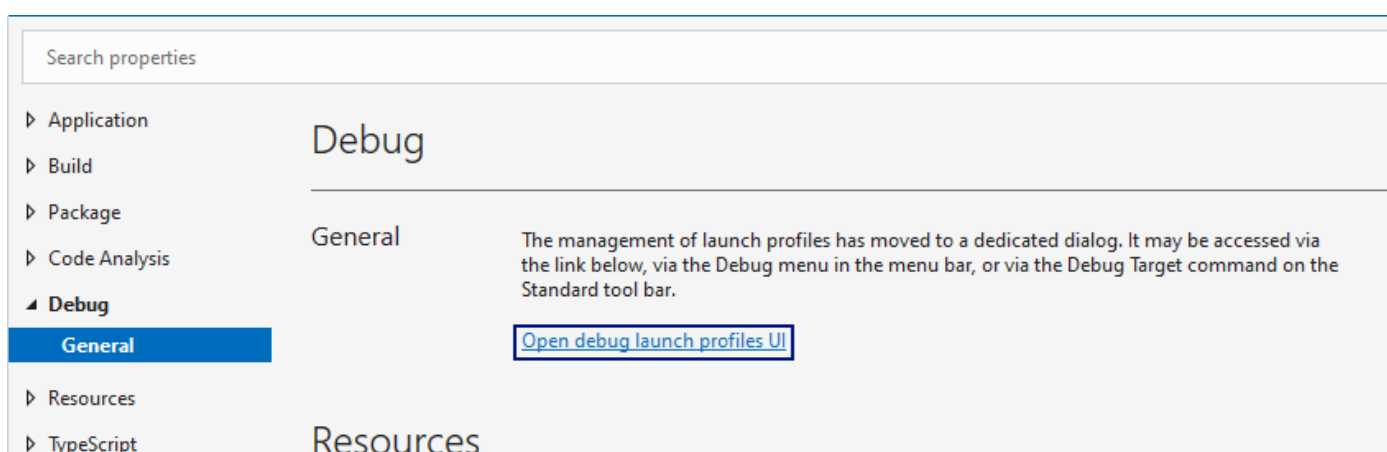 Search properties
Application
Build
Package
Code Analysis
Debug
General
Resources
TypeScript
Debug
General
The management of launch profiles has moved to a dedicated dialog. It may be accessed via
the link below, via the Debug menu in the menu bar, or via the Debug Target command on the
Standard tool bar.
Open debug launch profiles UI
Resources